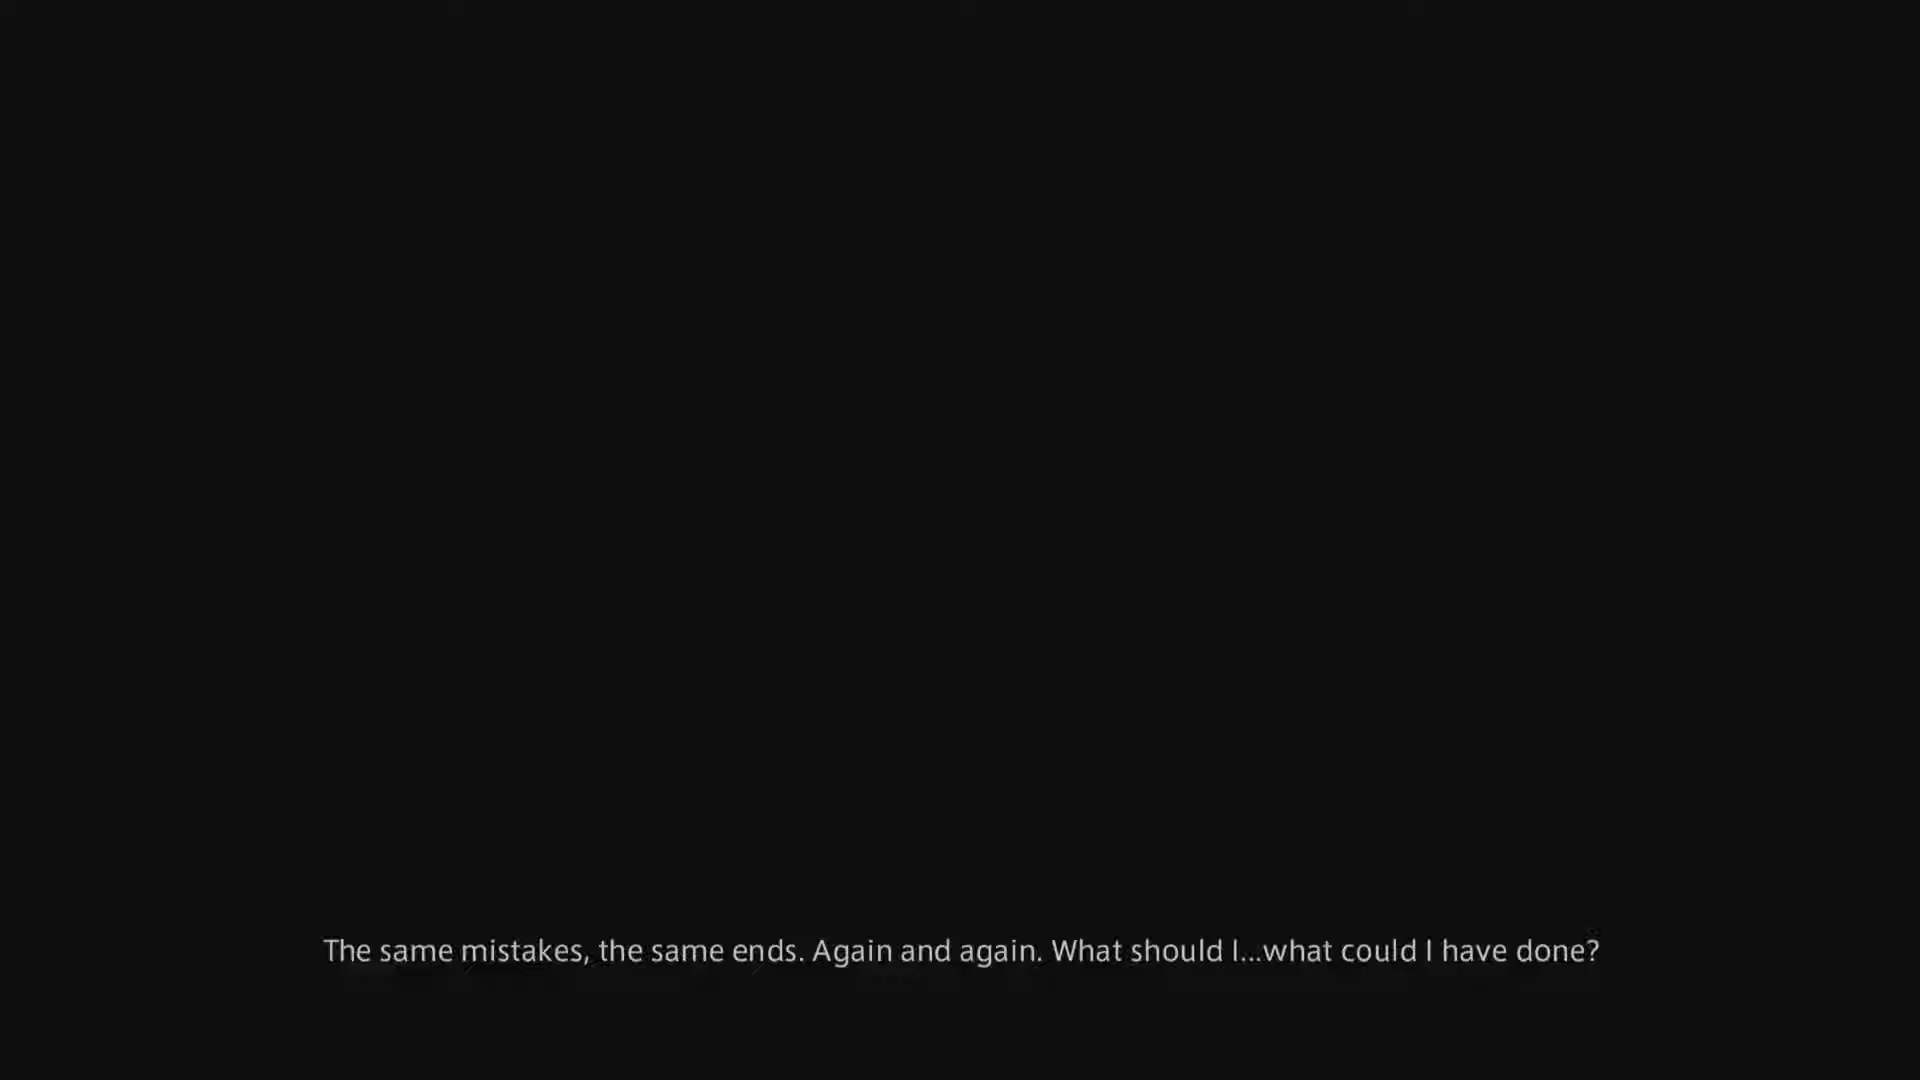 The same mistakes, the same ends. Again and again. What should I...what could I have done?